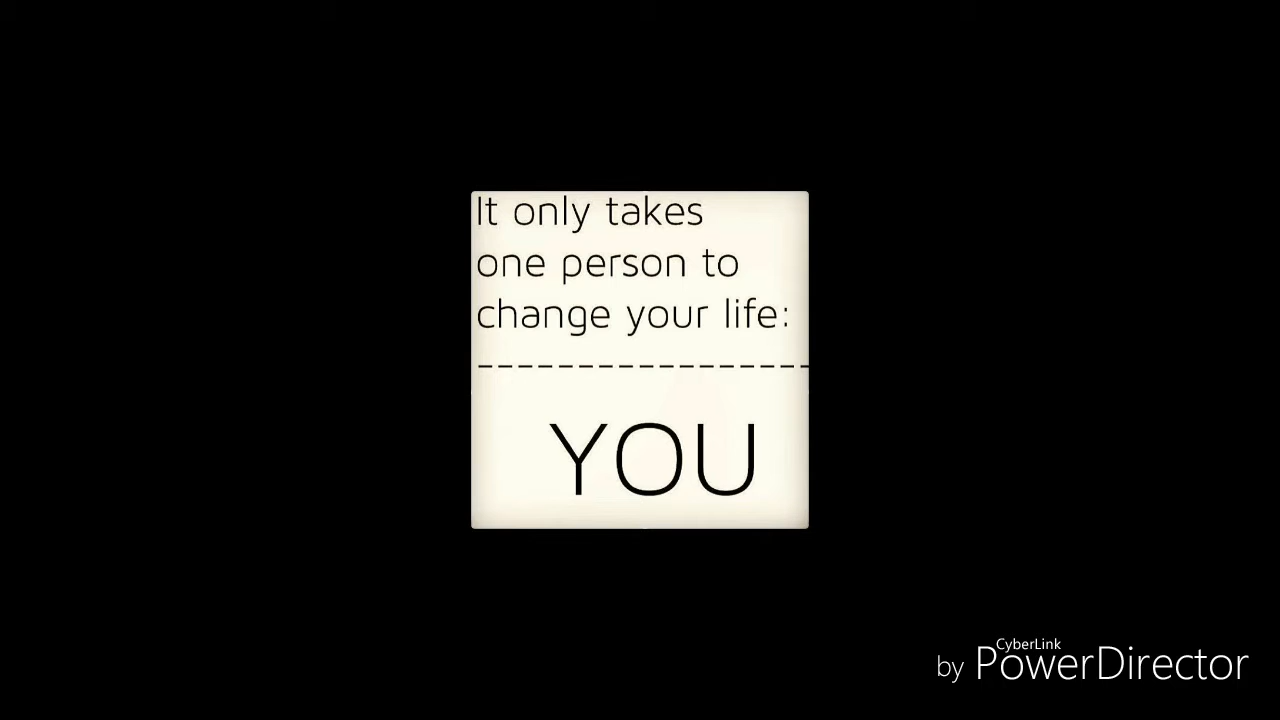 It only takes
one person to
change your life:
YOU
CyberLink
by PowerDirector